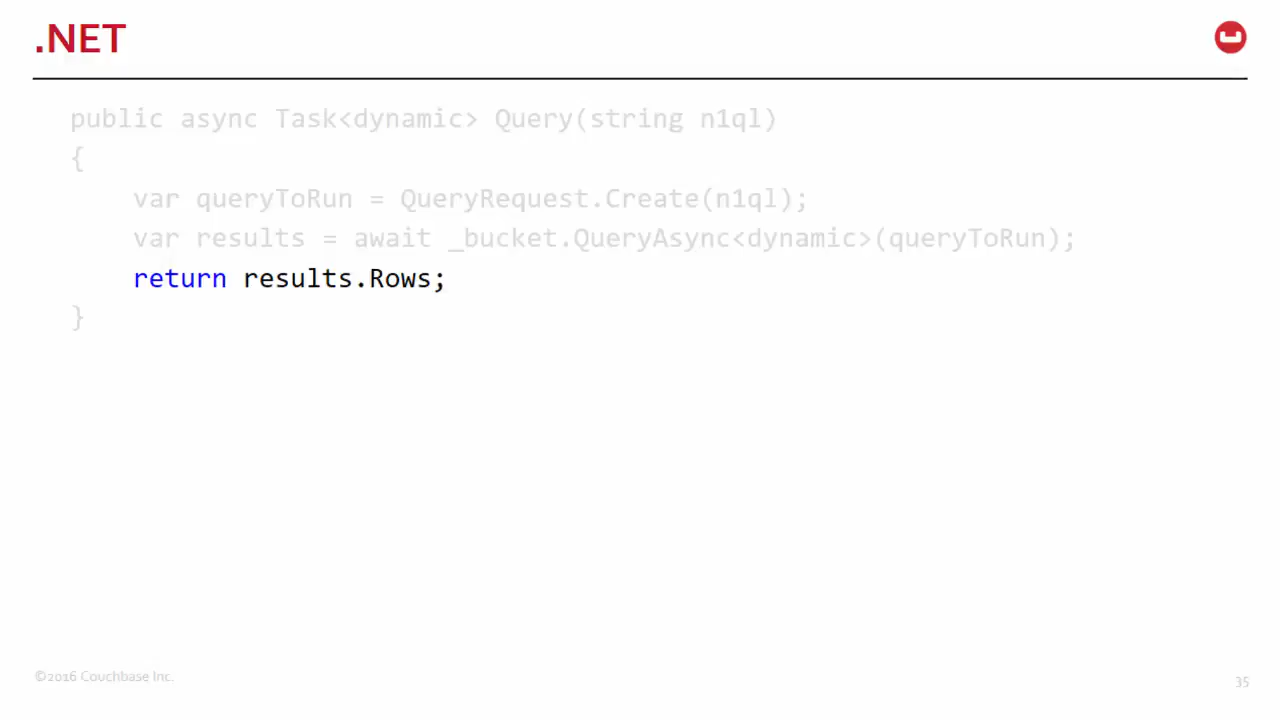 .NET
public async Task<dynamic> Query(string n1ql)
{
    var queryToRun = QueryRequest.Create(n1ql);
    var results = await _bucket.QueryAsync<dynamic>(queryToRun);
    return results.Rows;
}
©2016 Couchbase Inc.
35